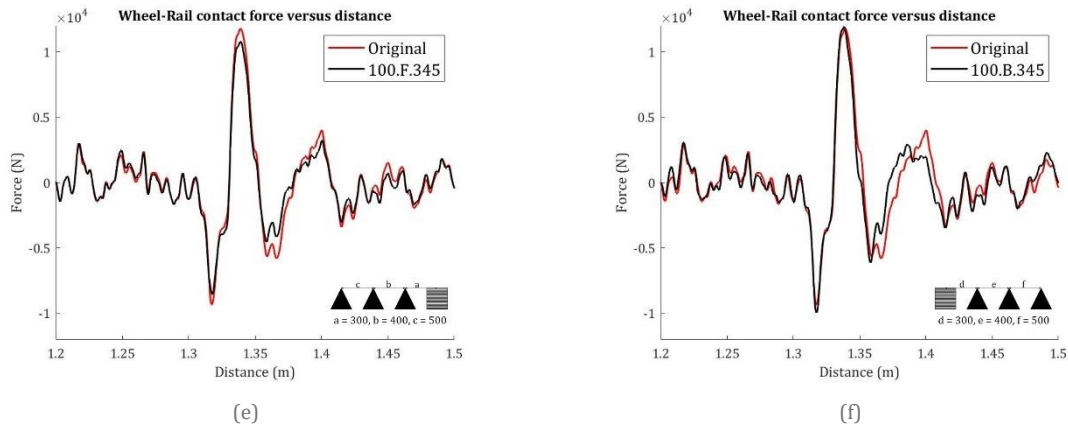 Wheel-Rail contact force versus distance
×10⁴
1
0.5
0
-0.5
-1
Force (N)
Original
100.F.345
c b a
a = 300, b = 400, c = 500
1.2 1.25 1.3 1.35 1.4 1.45 1.5
Distance (m)
(e)
Wheel-Rail contact force versus distance
×10⁴
1
0.5
0
-0.5
-1
Force (N)
Original
100.B.345
d e f
d = 300, e = 400, f = 500
1.2 1.25 1.3 1.35 1.4 1.45 1.5
Distance (m)
(f)